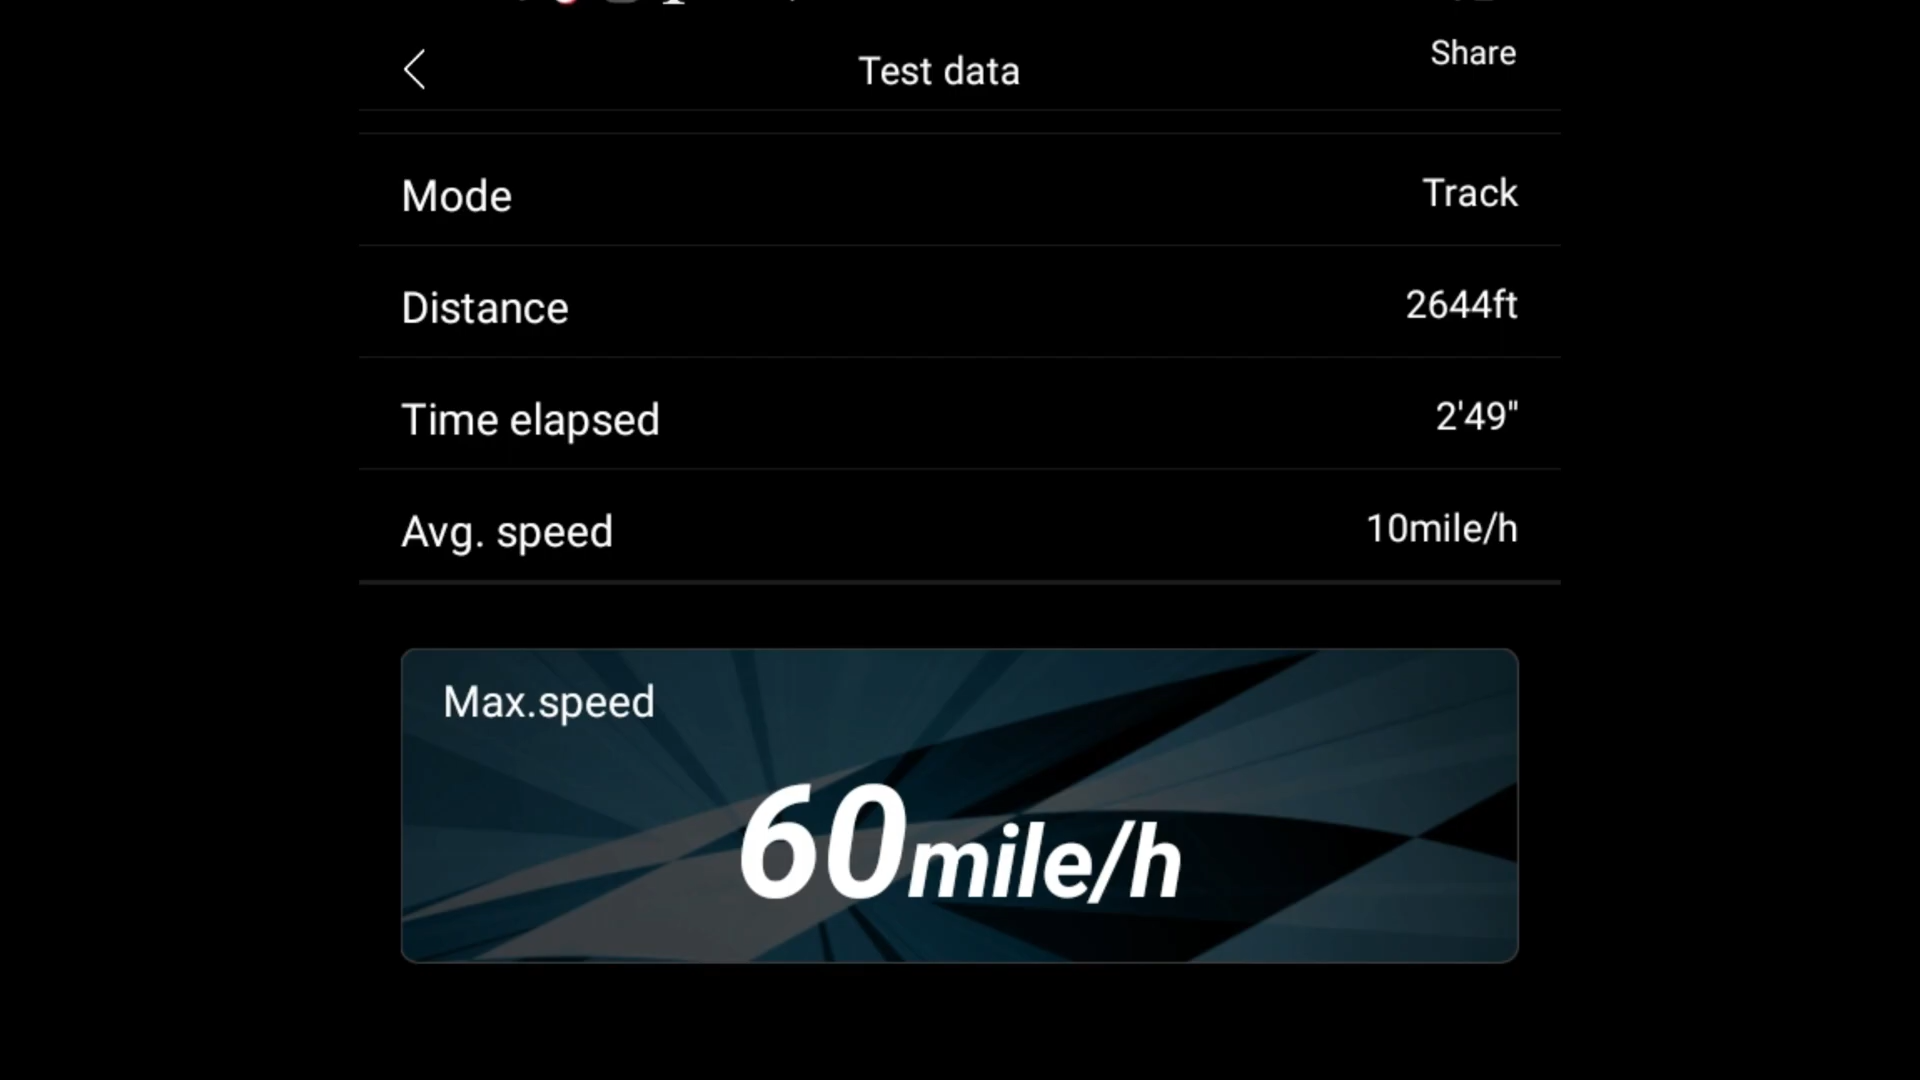 Test data
Share
Mode
Track
Distance
2644ft
Time elapsed
2'49"
Avg. speed
10mile/h
Max.speed
60mile/h